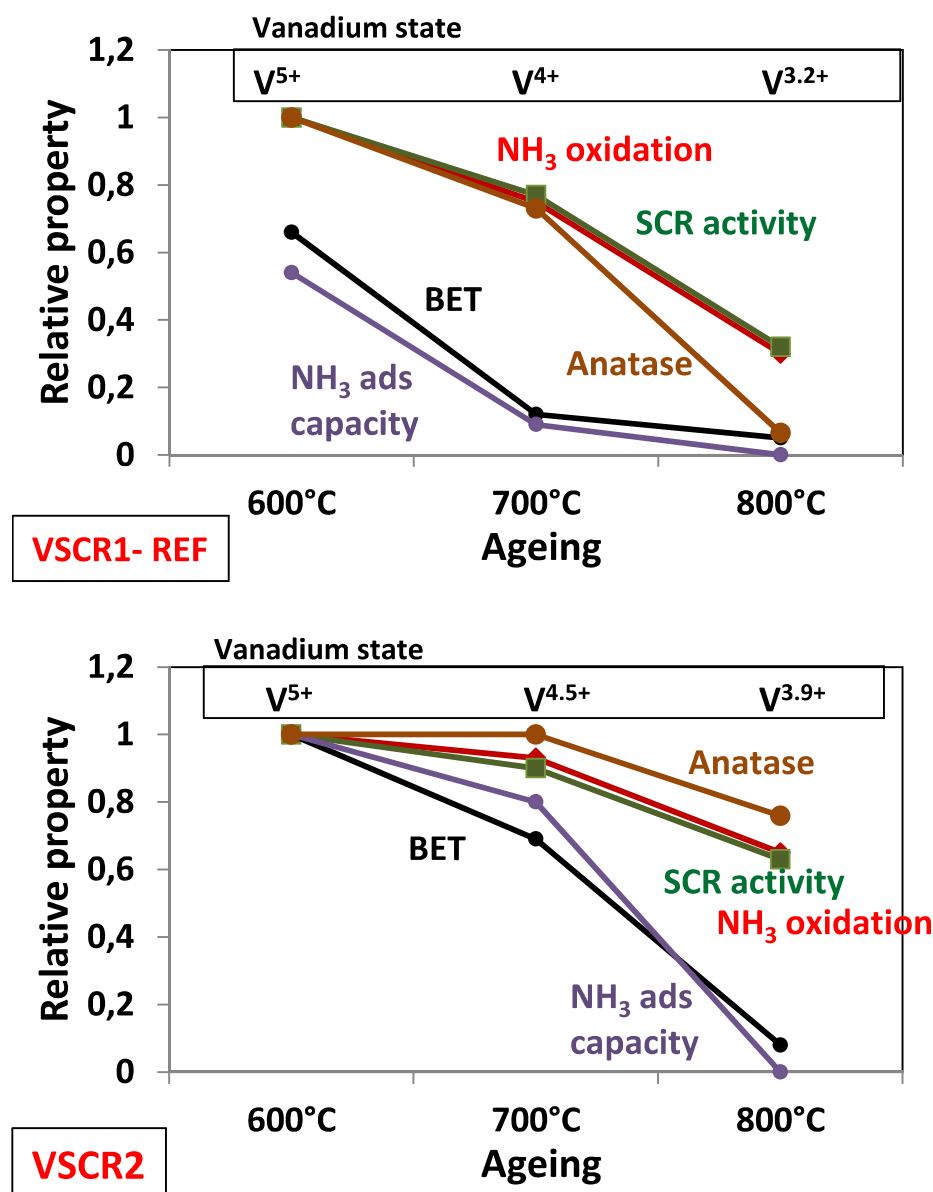 Vanadium state
1,2
V5+ V4+ V3.2+
1
NH3 oxidation
0,8
SCR activity
0,6
BET
0,4
Anatase
NH3 ads
capacity
0,2
0
Relative property
600°C 700°C 800°C
Ageing
VSCR1- REF
Vanadium state
1,2
V5+ V4.5+ V3.9+
1
Anatase
0,8
BET
0,6
SCR activity
NH3 oxidation
0,4
NH3 ads
capacity
0,2
0
Relative property
600°C 700°C 800°C
Ageing
VSCR2